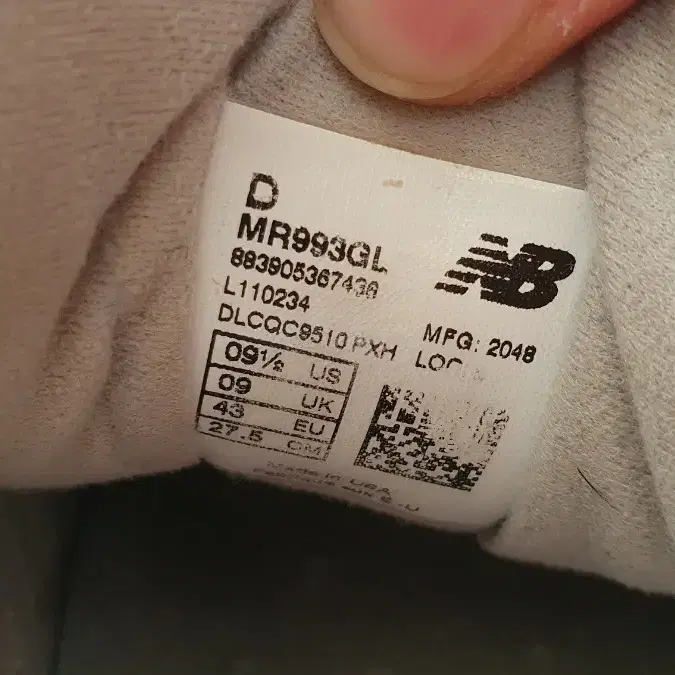 D
MR993GL
NB
883905367436
L110234
DLCQC9510 PXH
MFG: 2048
09½ US
09 UK
43 EU
27.5 CM
Made in USA